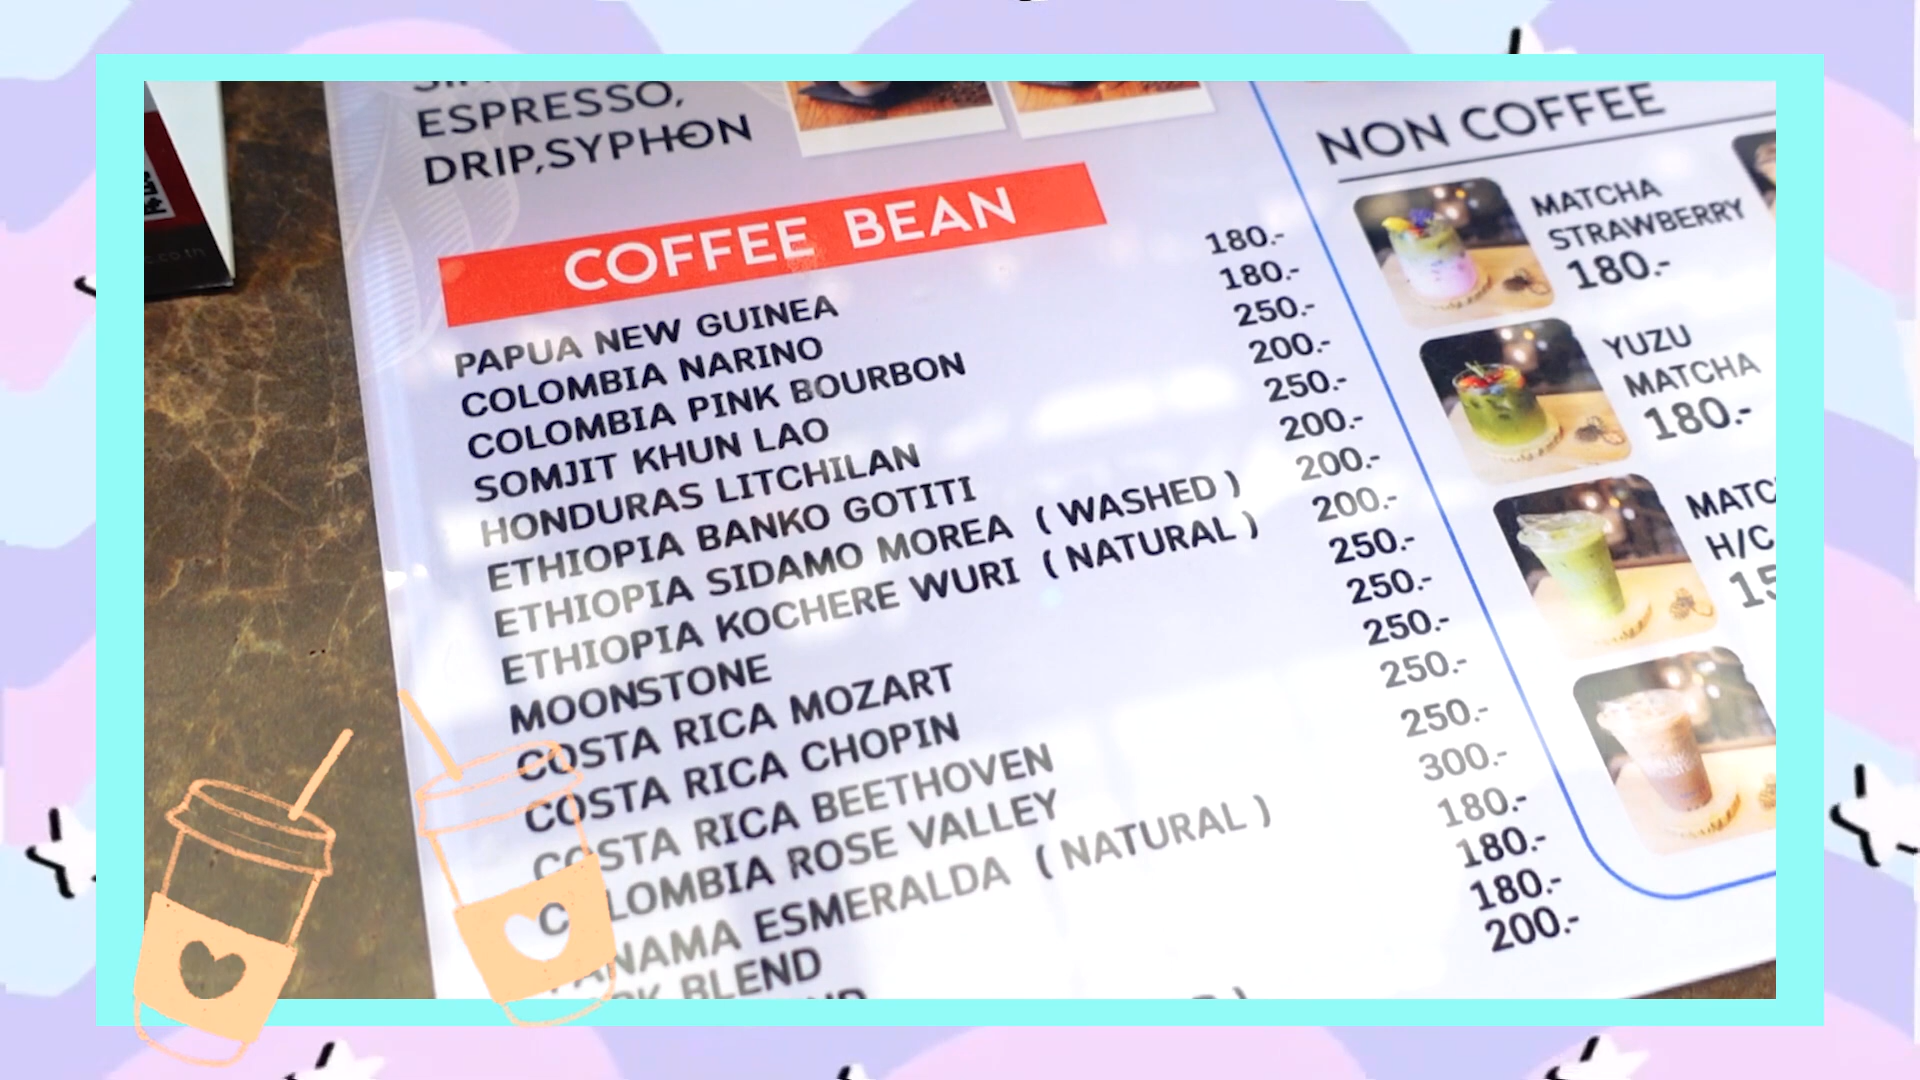 ESPRESSO,
DRIP,SYPHON
COFFEE BEAN
PAPUA NEW GUINEA 180.-
COLOMBIA NARINO 180.-
COLOMBIA PINK BOURBON 250.-
SOMJIT KHUN LAO 200.-
HONDURAS LITCHILAN 250.-
ETHIOPIA BANKO GOTITI 200.-
ETHIOPIA SIDAMO MOREA ( WASHED ) 200.-
ETHIOPIA KOCHERE WURI ( NATURAL ) 200.-
MOONSTONE 250.-
COSTA RICA MOZART 250.-
COSTA RICA CHOPIN 250.-
COSTA RICA BEETHOVEN 250.-
COLOMBIA ROSE VALLEY 250.-
PANAMA ESMERALDA ( NATURAL ) 300.-
BLEND 180.-
180.-
180.-
200.-
NON COFFEE
MATCHA
STRAWBERRY
180.-
YUZU
MATCHA
180.-
MATC
H/C
15